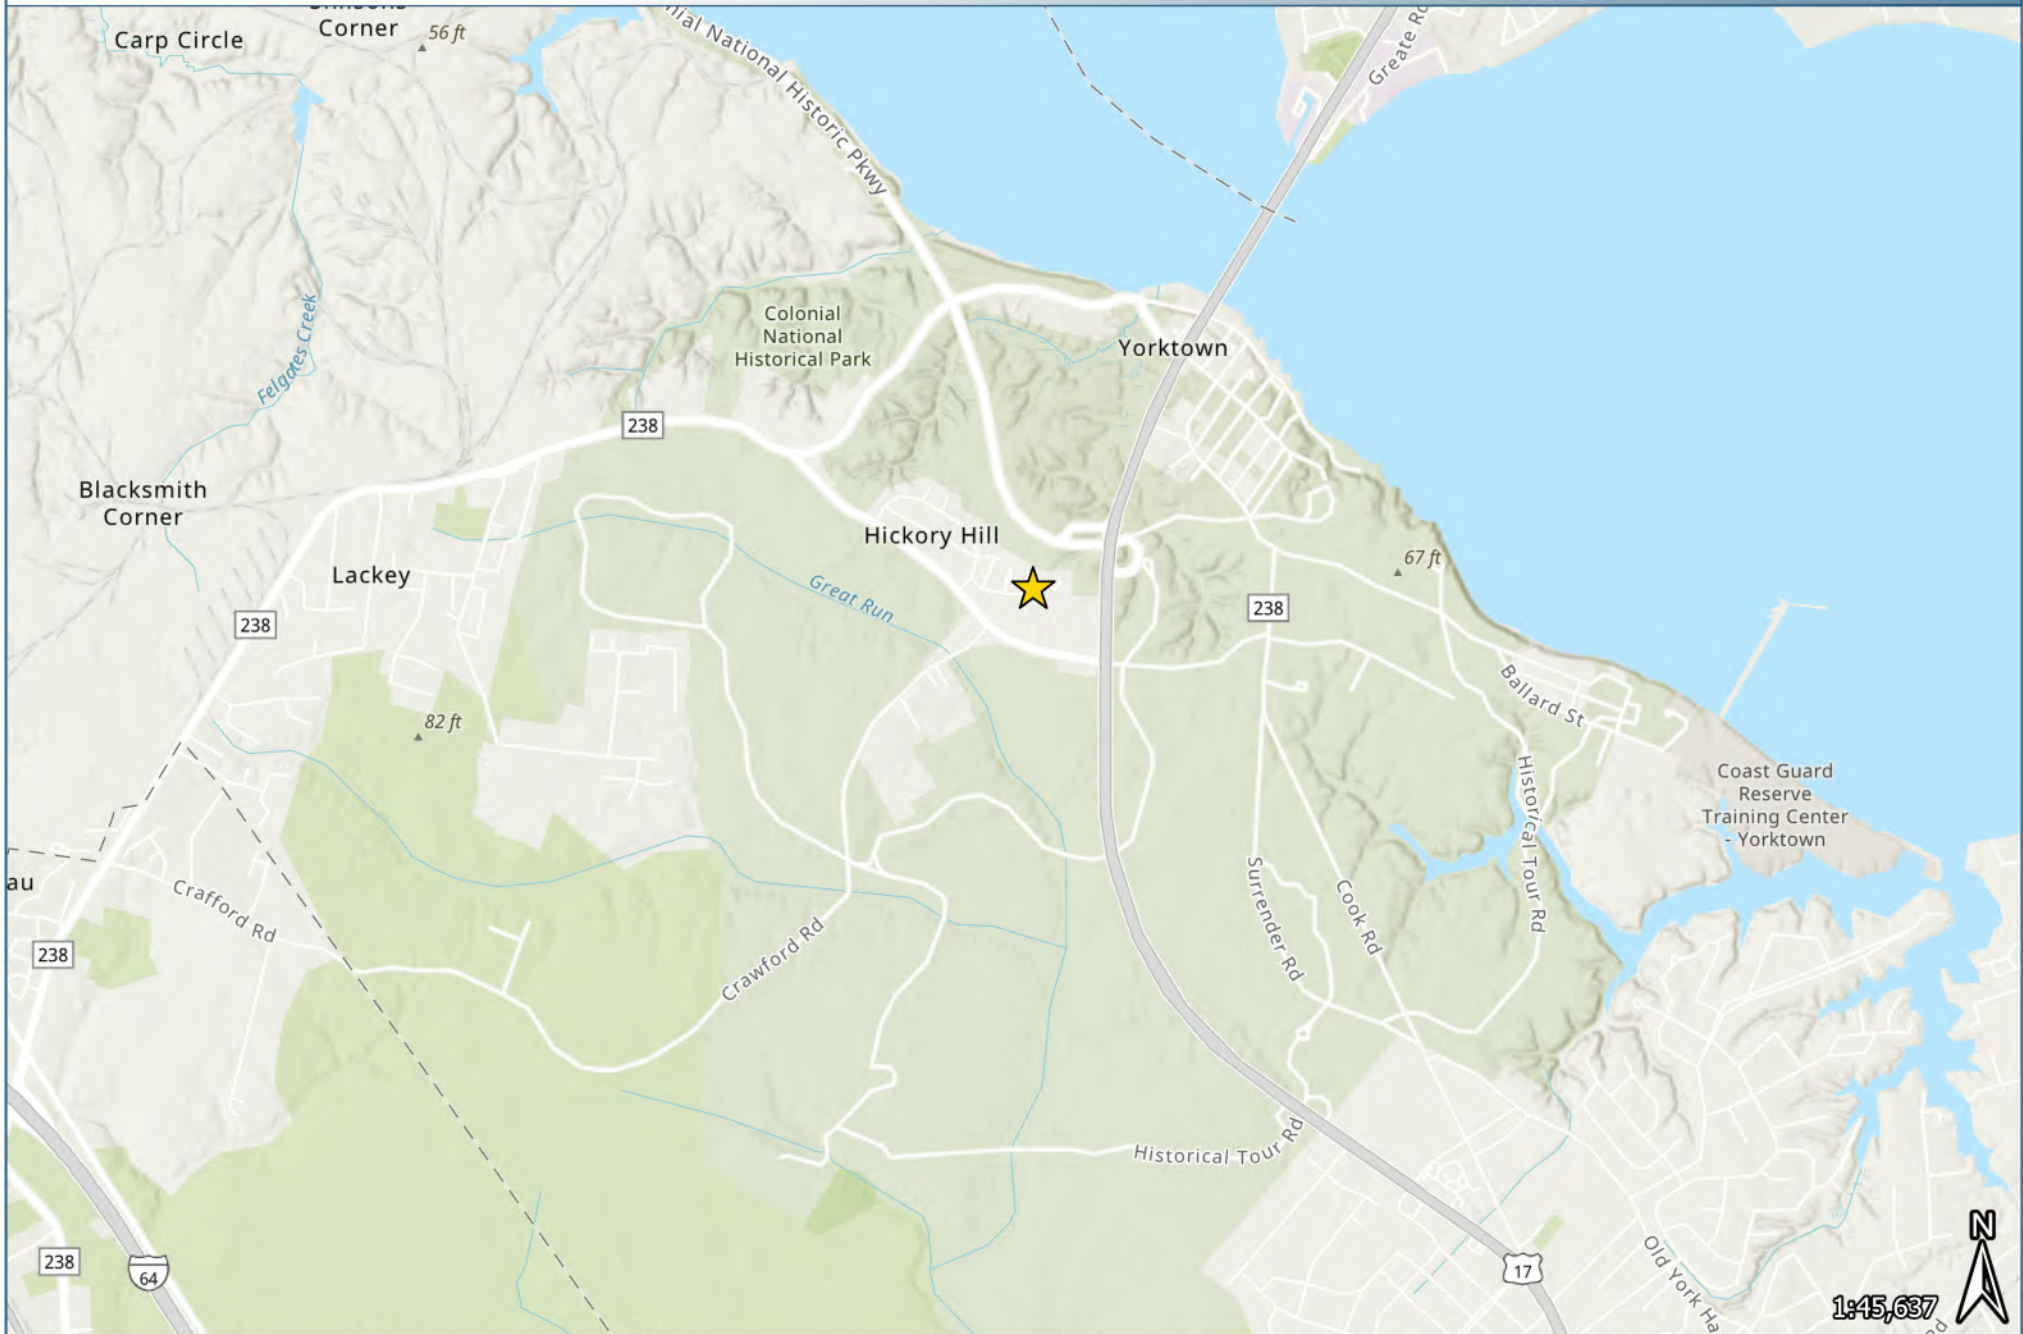 Carp Circle
Corner
56 ft
nial National Historic Pkwy
Greate Rd
Felgates Creek
Colonial
National
Historical Park
Yorktown
238
Blacksmith
Corner
Hickory Hill
67 ft
Lackey
Great Run
238
238
Ballard St
82 ft
Coast Guard
Reserve
Training Center
- Yorktown
Historical Tour Rd
au
Crafford Rd
Surrender Rd
Cook Rd
238
Crawford Rd
Historical Tour Rd
238
64
17
Old York Ha
N
1:45,637